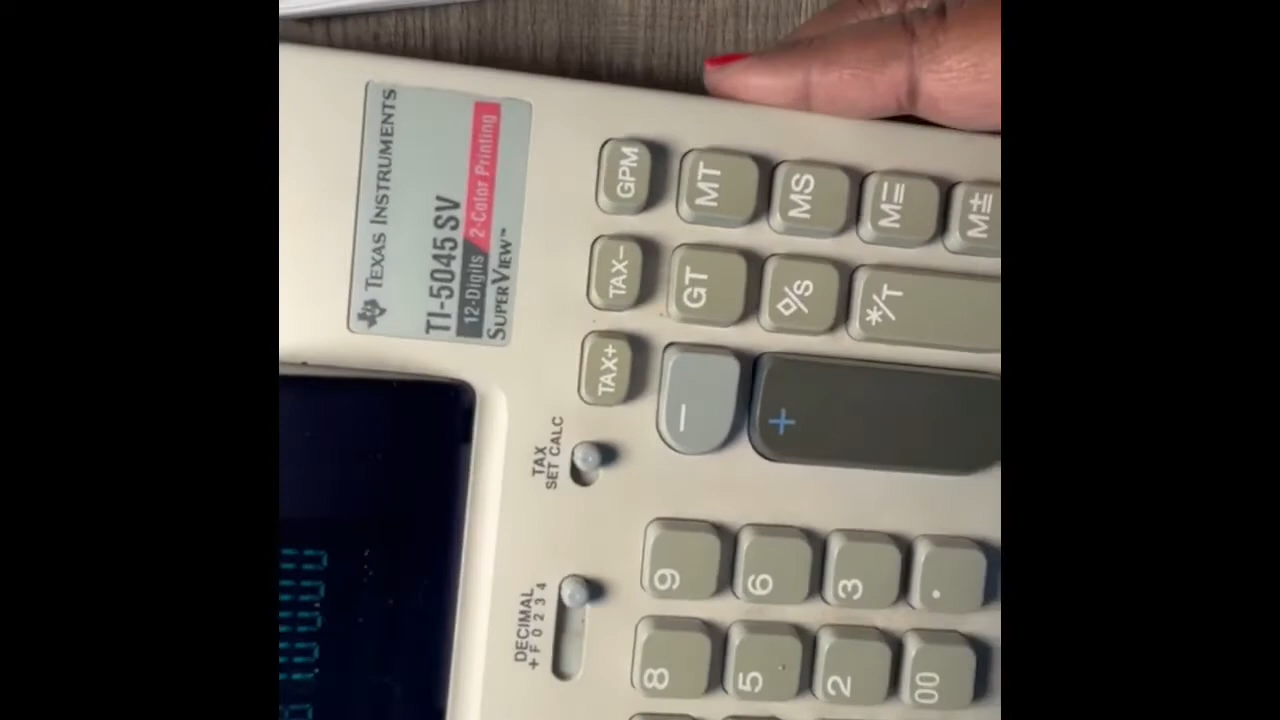 TEXAS INSTRUMENTS
TI-5045 SV
12-Digits 2-Color Printing
SUPERVIEW™
GPM MT MS M= M±
TAX- GT ◊/S */T
TAX+ − +
TAX
SET CALC
DECIMAL
+ F 0 2 3 4
9 6 3 .
8 5 2 00